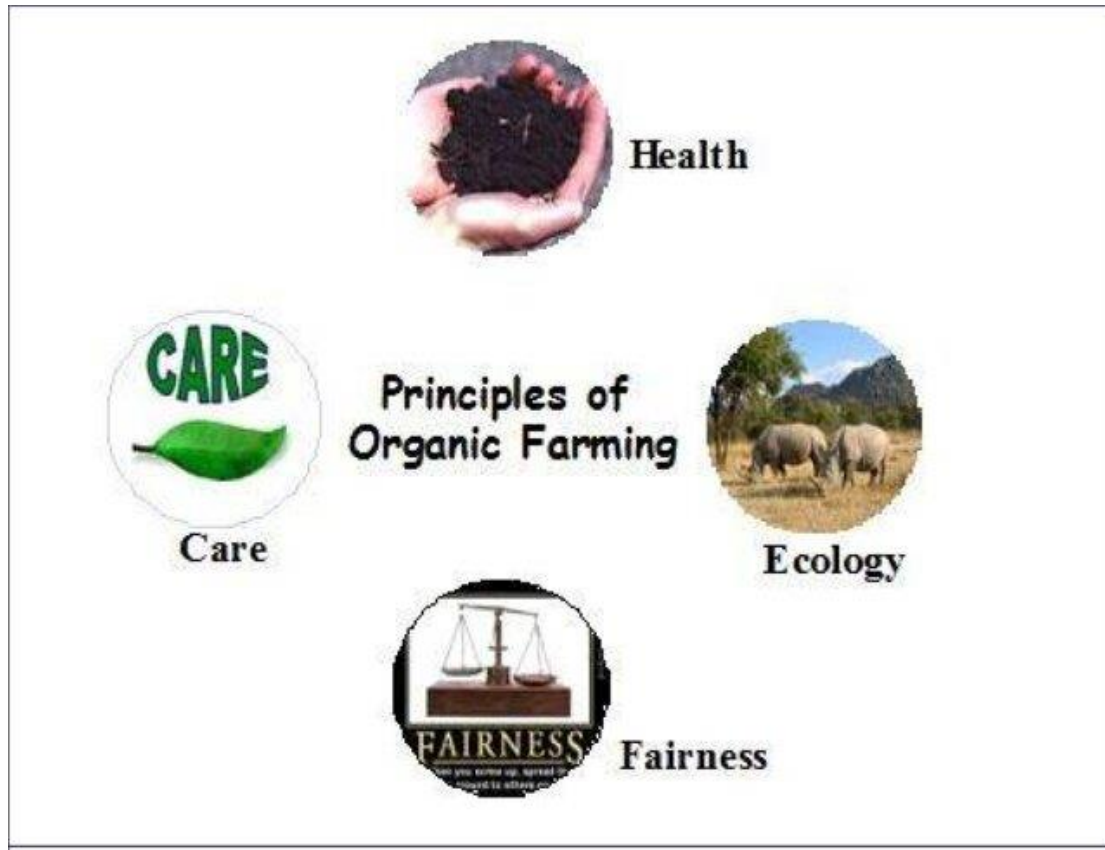 Health
CARE
Principles of
Organic Farming
Care
Ecology
FAIRNESS
Fairness